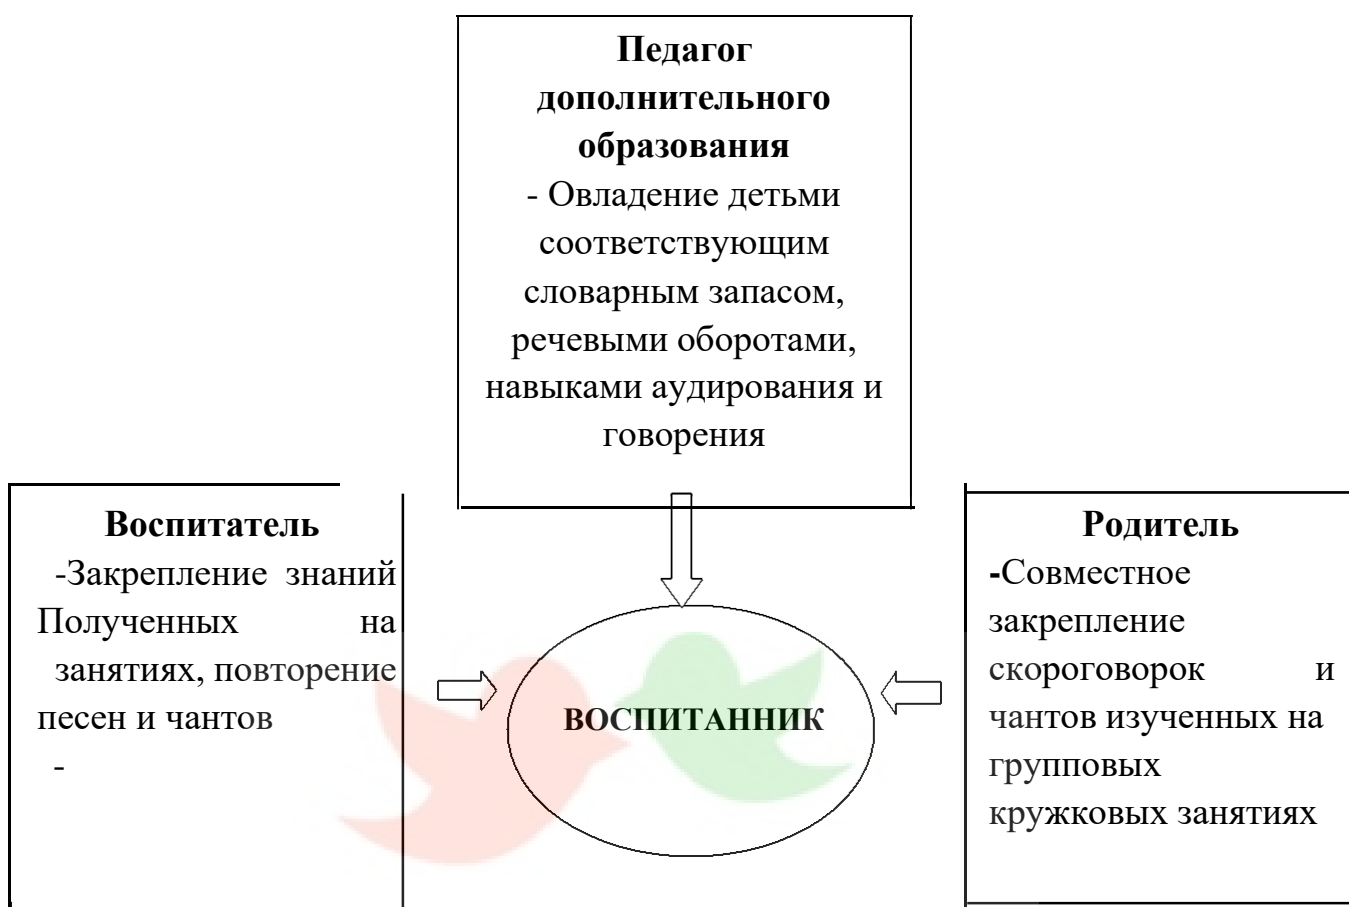 Педагог
дополнительного
образования
- Овладение детьми
соответствующим
словарным запасом,
речевыми оборотами,
навыками аудирования и
говорения
Воспитатель
-Закрепление знаний
Полученных на
занятиях, повторение
песен и чантов
-
ВОСПИТАННИК
Родитель
-Совместное
закрепление
скороговорок и
чантов изученных на
групповых
кружковых занятиях